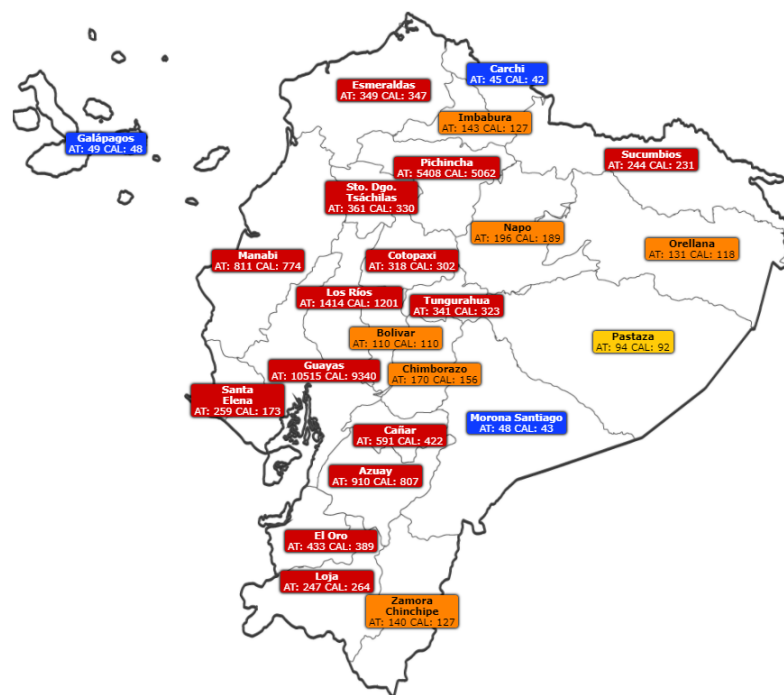 Carchi
AT: 45 CAL: 42
Esmeraldas
AT: 349 CAL: 347
Imbabura
AT: 143 CAL: 127
Galápagos
AT: 49 CAL: 48
Pichincha
AT: 5408 CAL: 5062
Sucumbios
AT: 244 CAL: 231
Sto. Dgo.
Tsáchilas
AT: 361 CAL: 330
Napo
AT: 196 CAL: 189
Orellana
AT: 131 CAL: 118
Manabi
AT: 811 CAL: 774
Cotopaxi
AT: 318 CAL: 302
Los Ríos
AT: 1414 CAL: 1201
Tungurahua
AT: 341 CAL: 323
Bolivar
AT: 110 CAL: 110
Pastaza
AT: 94 CAL: 92
Guayas
AT: 10515 CAL: 9340
Chimborazo
AT: 170 CAL: 156
Santa
Elena
AT: 259 CAL: 173
Morona Santiago
AT: 48 CAL: 43
Cañar
AT: 591 CAL: 422
Azuay
AT: 910 CAL: 807
El Oro
AT: 433 CAL: 389
Loja
AT: 247 CAL: 264
Zamora
Chinchipe
AT: 140 CAL: 127